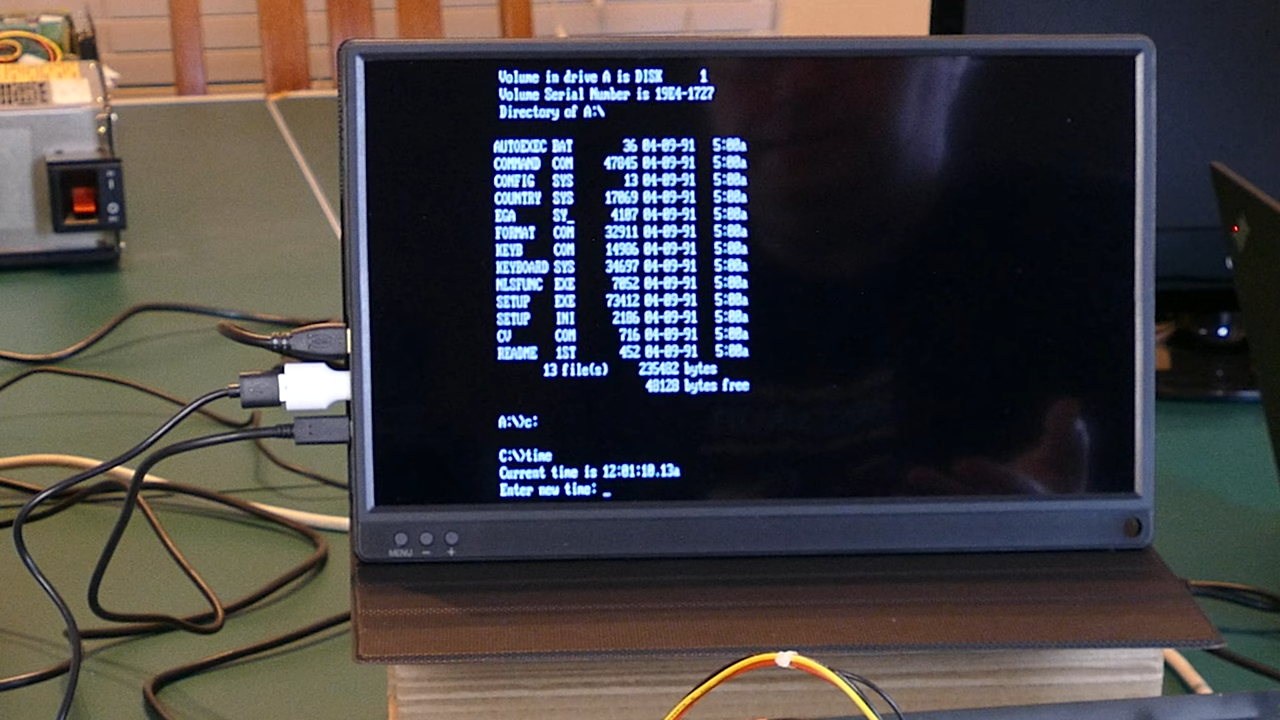 Volume in drive A is DISK 1
Volume Serial Number is 19E4-1727
Directory of A:\
AUTOEXEC BAT 36 04-09-91 5:00a
COMMAND COM 47845 04-09-91 5:00a
CONFIG SYS 13 04-09-91 5:00a
COUNTRY SYS 17069 04-09-91 5:00a
EGA SY_ 4107 04-09-91 5:00a
FORMAT COM 32911 04-09-91 5:00a
KEYB COM 14986 04-09-91 5:00a
KEYBOARD SYS 34697 04-09-91 5:00a
NLSFUNC EXE 7052 04-09-91 5:00a
SETUP EXE 73412 04-09-91 5:00a
SETUP INI 2186 04-09-91 5:00a
CV COM 716 04-09-91 5:00a
README 1ST 452 04-09-91 5:00a
13 file(s) 235482 bytes
48128 bytes free
A:\>c:
C:\>time
Current time is 12:01:10.13a
Enter new time: _
MENU - +